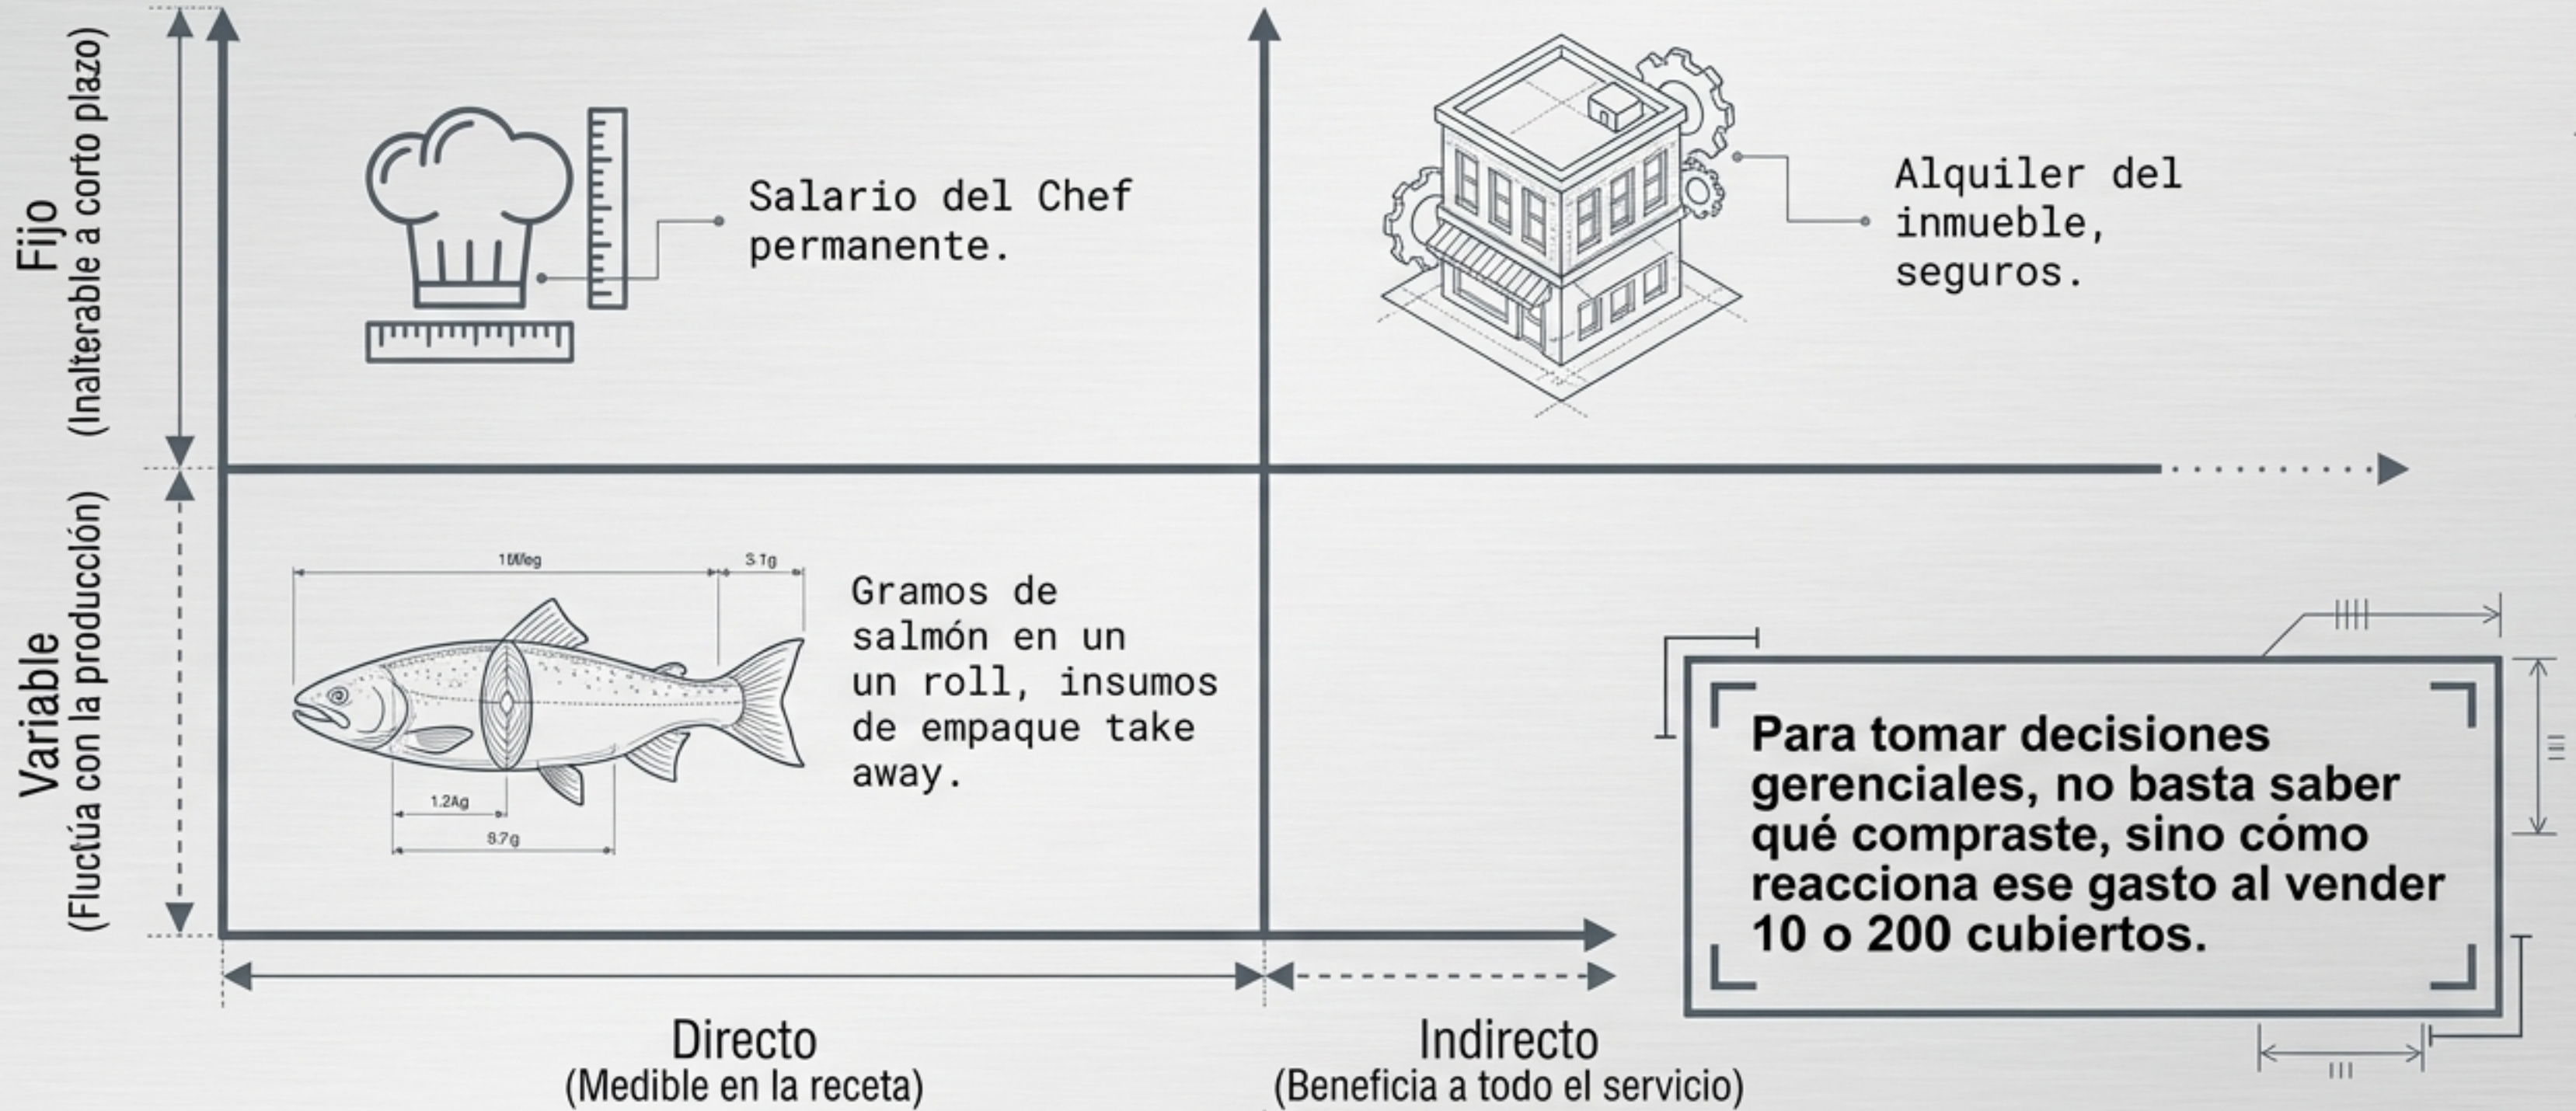 Fijo
(Inalterable a corto plazo)
Salario del Chef
permanente.
Alquiler del
inmueble,
seguros.
Variable
(Fluctúa con la producción)
3.1g
Gramos de
salmón en un
un roll, insumos
de empaque take
away.
8.7g
Para tomar decisiones
gerenciales, no basta saber
qué compraste, sino cómo
reacciona ese gasto al vender
10 o 200 cubiertos.
Directo
(Medible en la receta)
Indirecto
(Beneficia a todo el servicio)